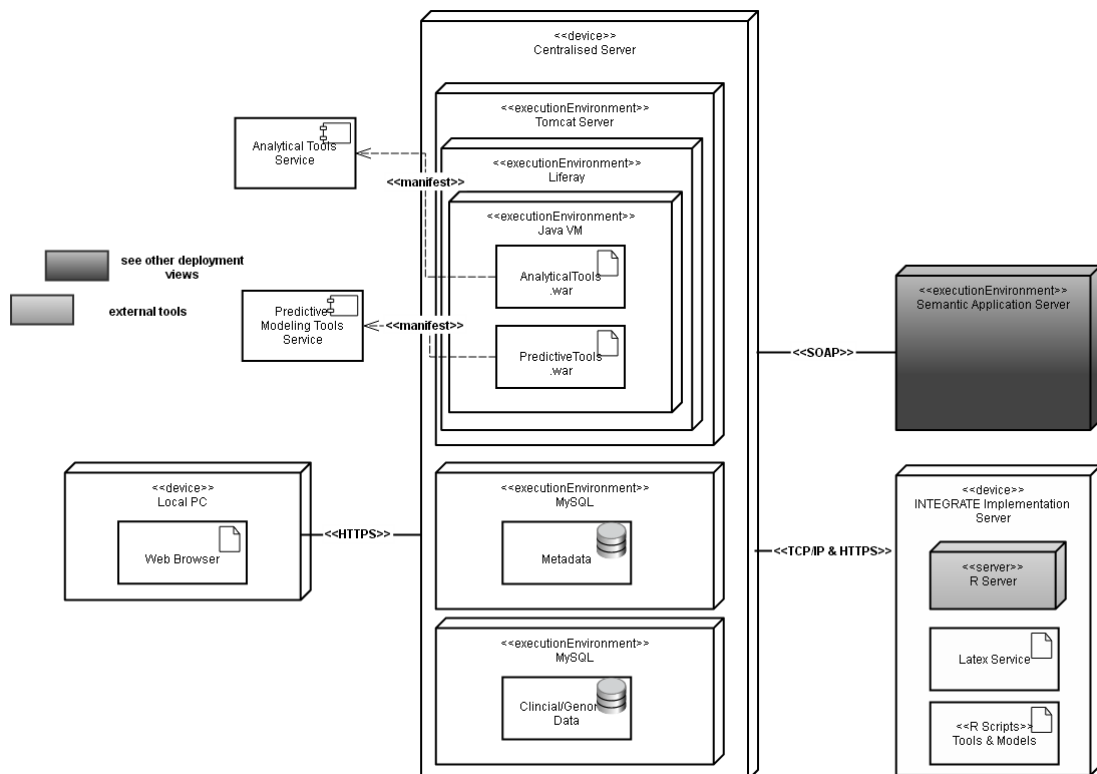 <<device>>
Centralised Server
<<executionEnvironment>>
Tomcat Server
Analytical Tools
Service
<<manifest>>
<<executionEnvironment>>
Liferay
<<executionEnvironment>>
Java VM
AnalyticalTools
.war
see other deployment
views
external tools
Predictive
Modeling Tools
Service
<<manifest>>
PredictiveTools
.war
<<executionEnvironment>>
Semantic Application Server
<<SOAP>>
<<device>>
Local PC
Web Browser
<<HTTPS>>
<<executionEnvironment>>
MySQL
Metadata
<<TCP/IP & HTTPS>>
<<device>>
INTEGRATE Implementation
Server
<<server>>
R Server
Latex Service
<<R Scripts>>
Tools & Models
<<executionEnvironment>>
MySQL
Clincial/Genor
Data